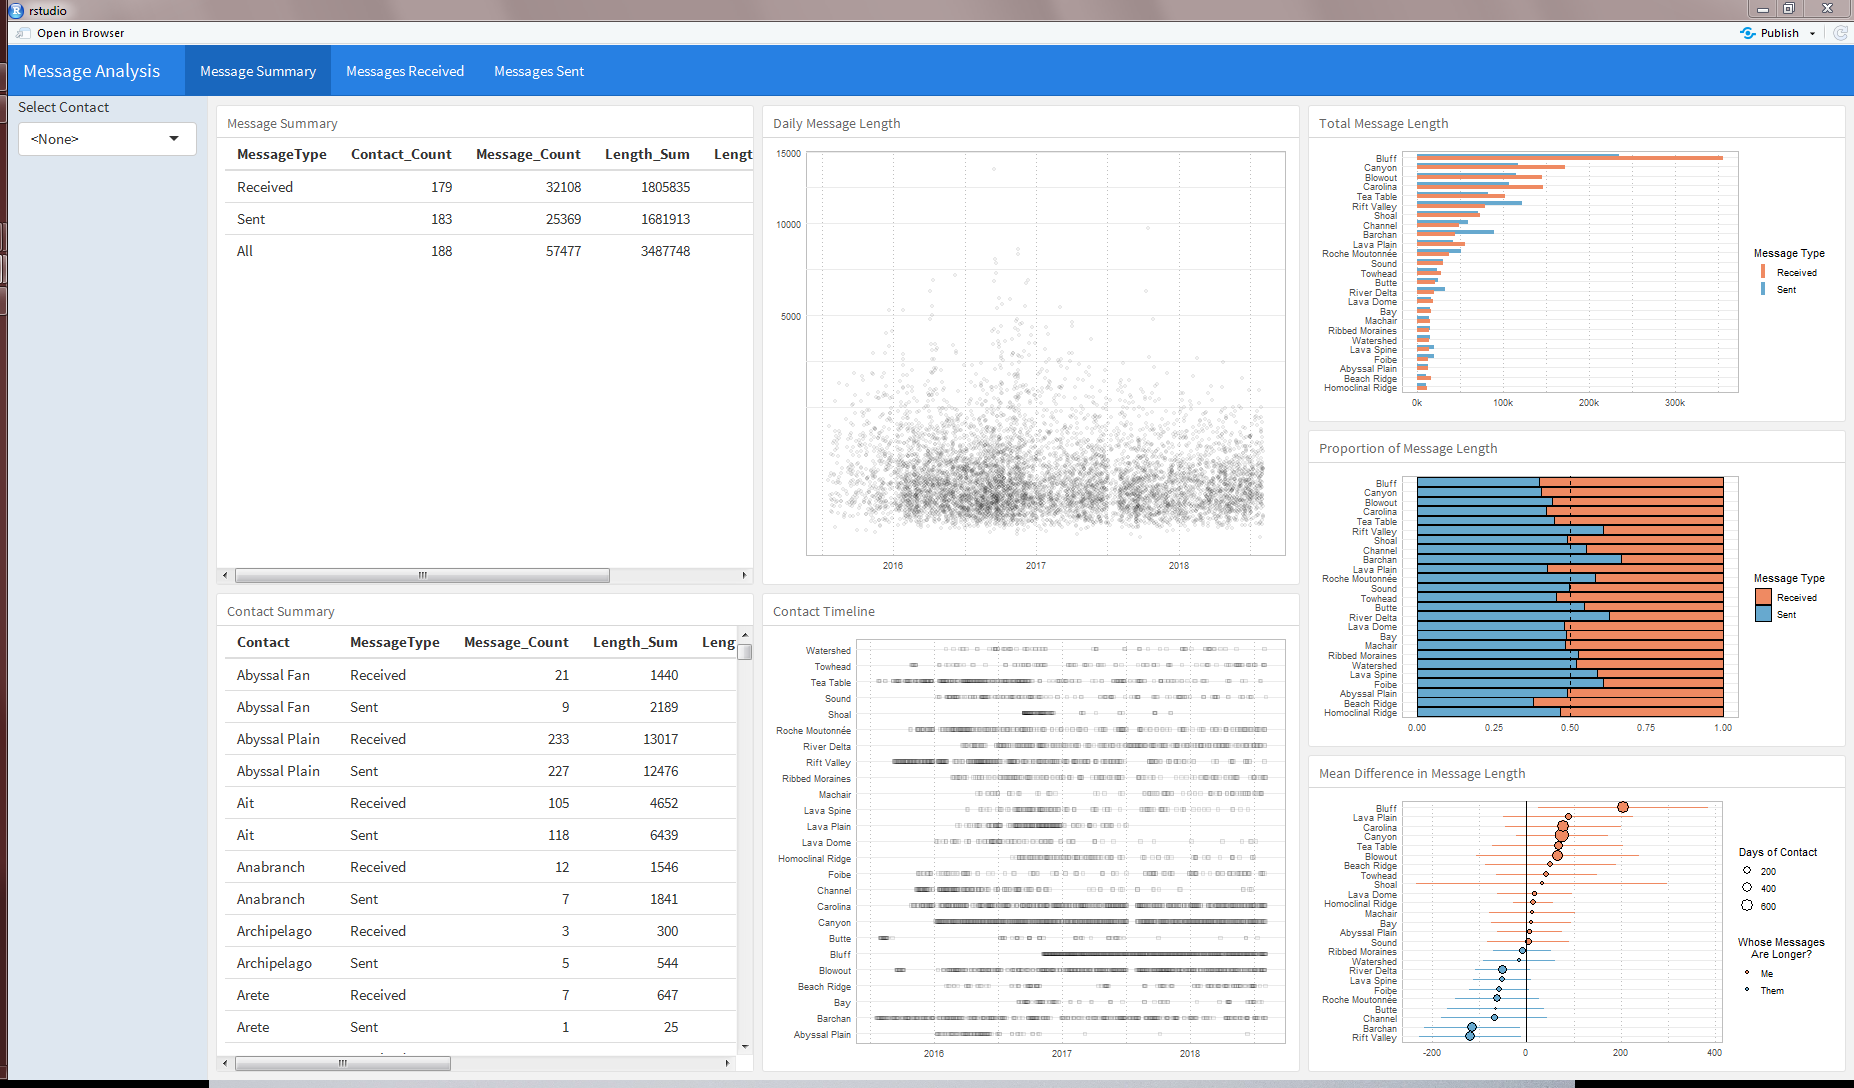 rstudio
Open in Browser
Publish
Message Analysis Message Summary Messages Received Messages Sent
Select Contact
<None>
Message Summary
MessageType Contact_Count Message_Count Length_Sum Lengt
Received 179 32108 1805835
Sent 183 25369 1681913
All 188 57477 3487748
Contact Summary
Contact MessageType Message_Count Length_Sum Leng
Abyssal Fan Received 21 1440
Abyssal Fan Sent 9 2189
Abyssal Plain Received 233 13017
Abyssal Plain Sent 227 12476
Ait Received 105 4652
Ait Sent 118 6439
Anabranch Received 12 1546
Anabranch Sent 7 1841
Archipelago Received 3 300
Archipelago Sent 5 544
Arete Received 7 647
Arete Sent 1 25
Daily Message Length
15000
10000
5000
2016 2017 2018
Contact Timeline
Watershed
Towhead
Tea Table
Sound
Shoal
Roche Moutonnée
River Delta
Rift Valley
Ribbed Moraines
Machair
Lava Spine
Lava Plain
Lava Dome
Homoclinal Ridge
Foibe
Channel
Carolina
Canyon
Butte
Bluff
Blowout
Beach Ridge
Bay
Barchan
Abyssal Plain
2016 2017 2018
Total Message Length
Bluff
Canyon
Blowout
Carolina
Tea Table
Rift Valley
Shoal
Channel
Barchan
Lava Plain
Roche Moutonnée
Sound
Towhead
Butte
River Delta
Lava Dome
Bay
Machair
Ribbed Moraines
Watershed
Lava Spine
Foibe
Abyssal Plain
Beach Ridge
Homoclinal Ridge
0k 100k 200k 300k
Message Type
Received
Sent
Proportion of Message Length
Bluff
Canyon
Blowout
Carolina
Tea Table
Rift Valley
Shoal
Channel
Barchan
Lava Plain
Roche Moutonnée
Sound
Towhead
Butte
River Delta
Lava Dome
Bay
Machair
Ribbed Moraines
Watershed
Lava Spine
Foibe
Abyssal Plain
Beach Ridge
Homoclinal Ridge
0.00 0.25 0.50 0.75 1.00
Message Type
Received
Sent
Mean Difference in Message Length
Bluff
Lava Plain
Carolina
Canyon
Tea Table
Blowout
Beach Ridge
Towhead
Shoal
Lava Dome
Homoclinal Ridge
Machair
Bay
Abyssal Plain
Sound
Ribbed Moraines
Watershed
River Delta
Lava Spine
Foibe
Roche Moutonnée
Butte
Channel
Barchan
Rift Valley
-200 0 200 400
Days of Contact
200
400
600
Whose Messages
Are Longer?
Me
Them